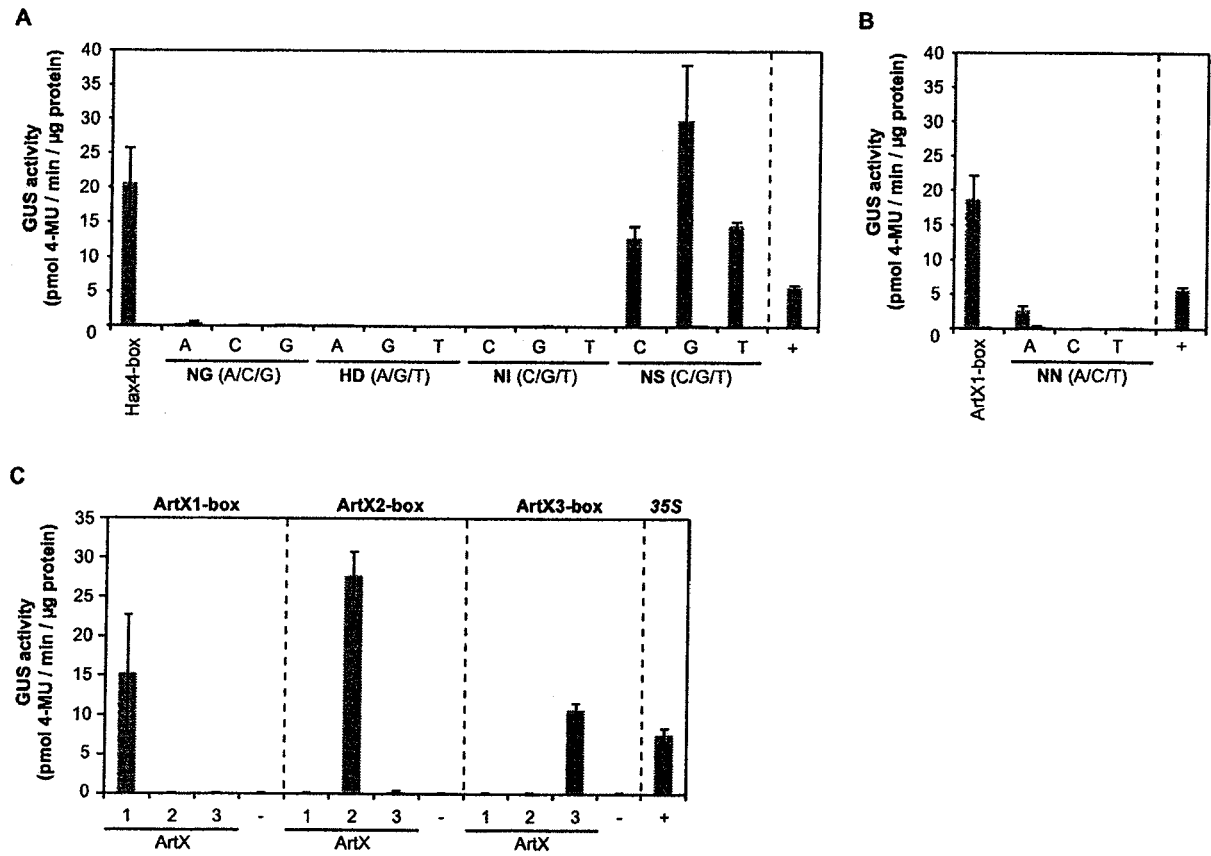 A
GUS activity
(pmol 4-MU / min / µg protein)
40
35
30
25
20
15
10
5
0
Hax4-box
A C G
NG (A/C/G)
A G T
HD (A/G/T)
C G T
NI (C/G/T)
C G T
NS (C/G/T)
+
B
GUS activity
(pmol 4-MU / min / µg protein)
40
35
30
25
20
15
10
5
0
ArtX1-box
A C T
NN (A/C/T)
+
C
ArtX1-box ArtX2-box ArtX3-box 35S
GUS activity
(pmol 4-MU / min / µg protein)
35
30
25
20
15
10
5
0
1 2 3 - 1 2 3 - 1 2 3 - +
ArtX ArtX ArtX